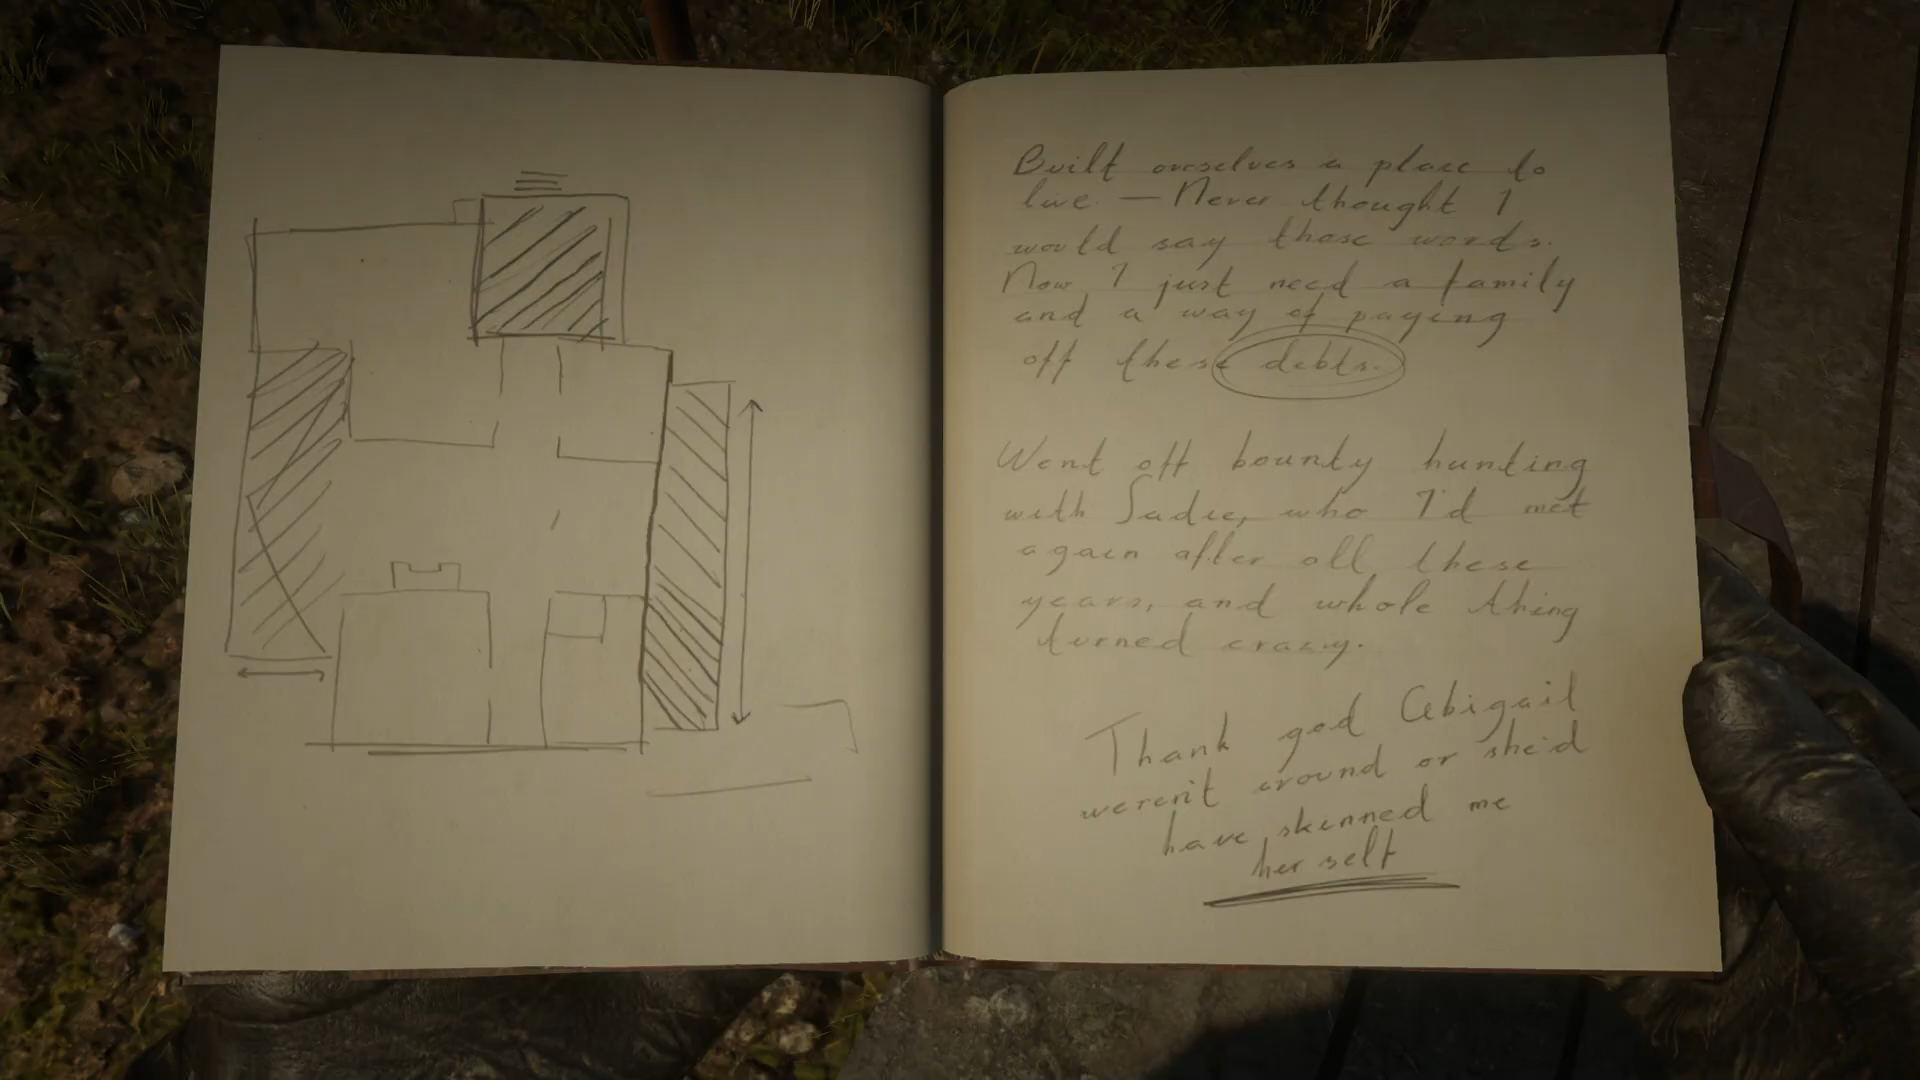 Built ourselves a place to
live — Never thought I
would say those words.
Now I just need a family
and a way of paying
off these debts.
Went off bounty hunting
with Sadie, who I'd met
again after all these
years, and whole thing
turned crazy.
Thank god Abigail
weren't around or she'd
have skinned me
her self